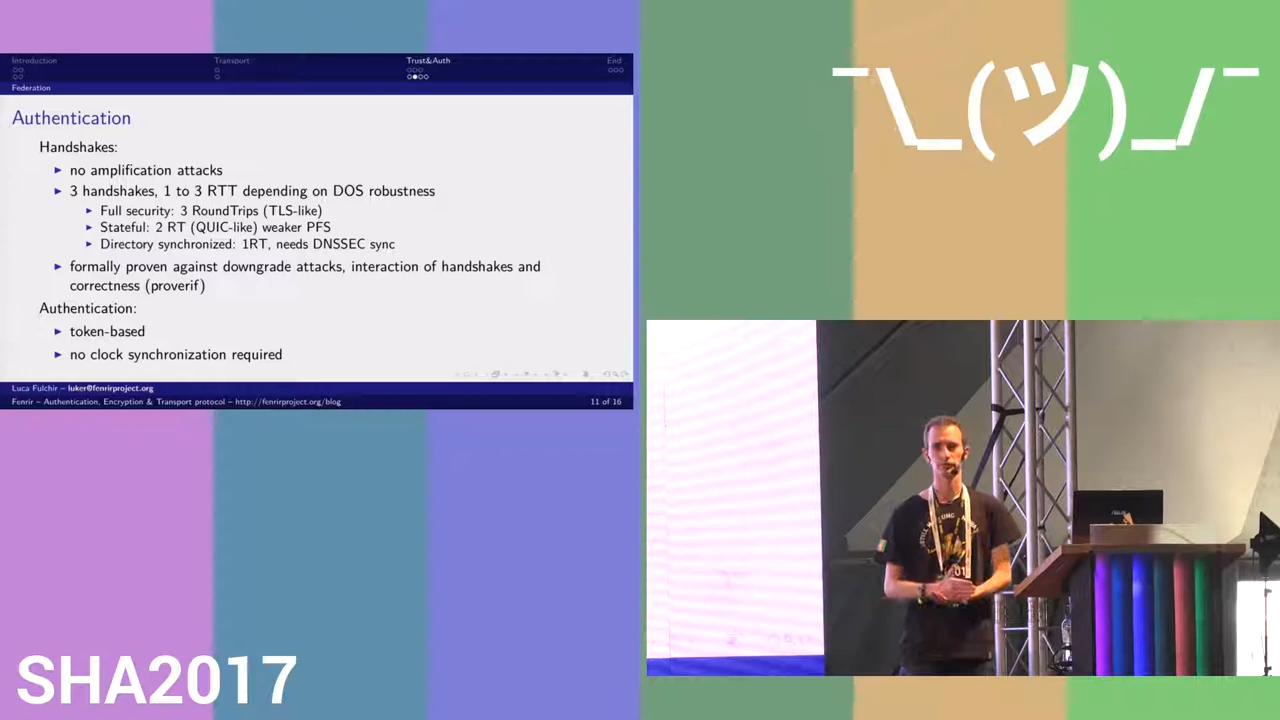 Introduction
Transport
Trust&Auth
End
Federation
Authentication
Handshakes:
no amplification attacks
3 handshakes, 1 to 3 RTT depending on DOS robustness
Full security: 3 RoundTrips (TLS-like)
Stateful: 2 RT (QUIC-like) weaker PFS
Directory synchronized: 1RT, needs DNSSEC sync
formally proven against downgrade attacks, interaction of handshakes and
correctness (proverif)
Authentication:
token-based
no clock synchronization required
Luca Fulchir – luker@fenrirproject.org
Fenrir – Authentication, Encryption & Transport protocol – http://fenrirproject.org/blog
11 of 16
¯\_(ツ)_/¯
SHA2017